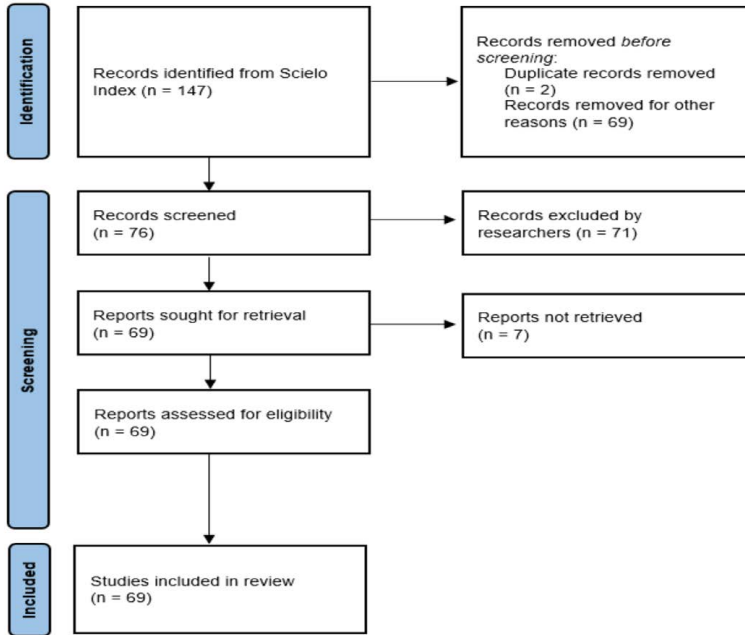 Identification
Records identified from Scielo
Index (n = 147)
Records removed before
screening:
Duplicate records removed
(n = 2)
Records removed for other
reasons (n = 69)
Screening
Records screened
(n = 76)
Records excluded by
researchers (n = 71)
Reports sought for retrieval
(n = 69)
Reports not retrieved
(n = 7)
Reports assessed for eligibility
(n = 69)
Included
Studies included in review
(n = 69)